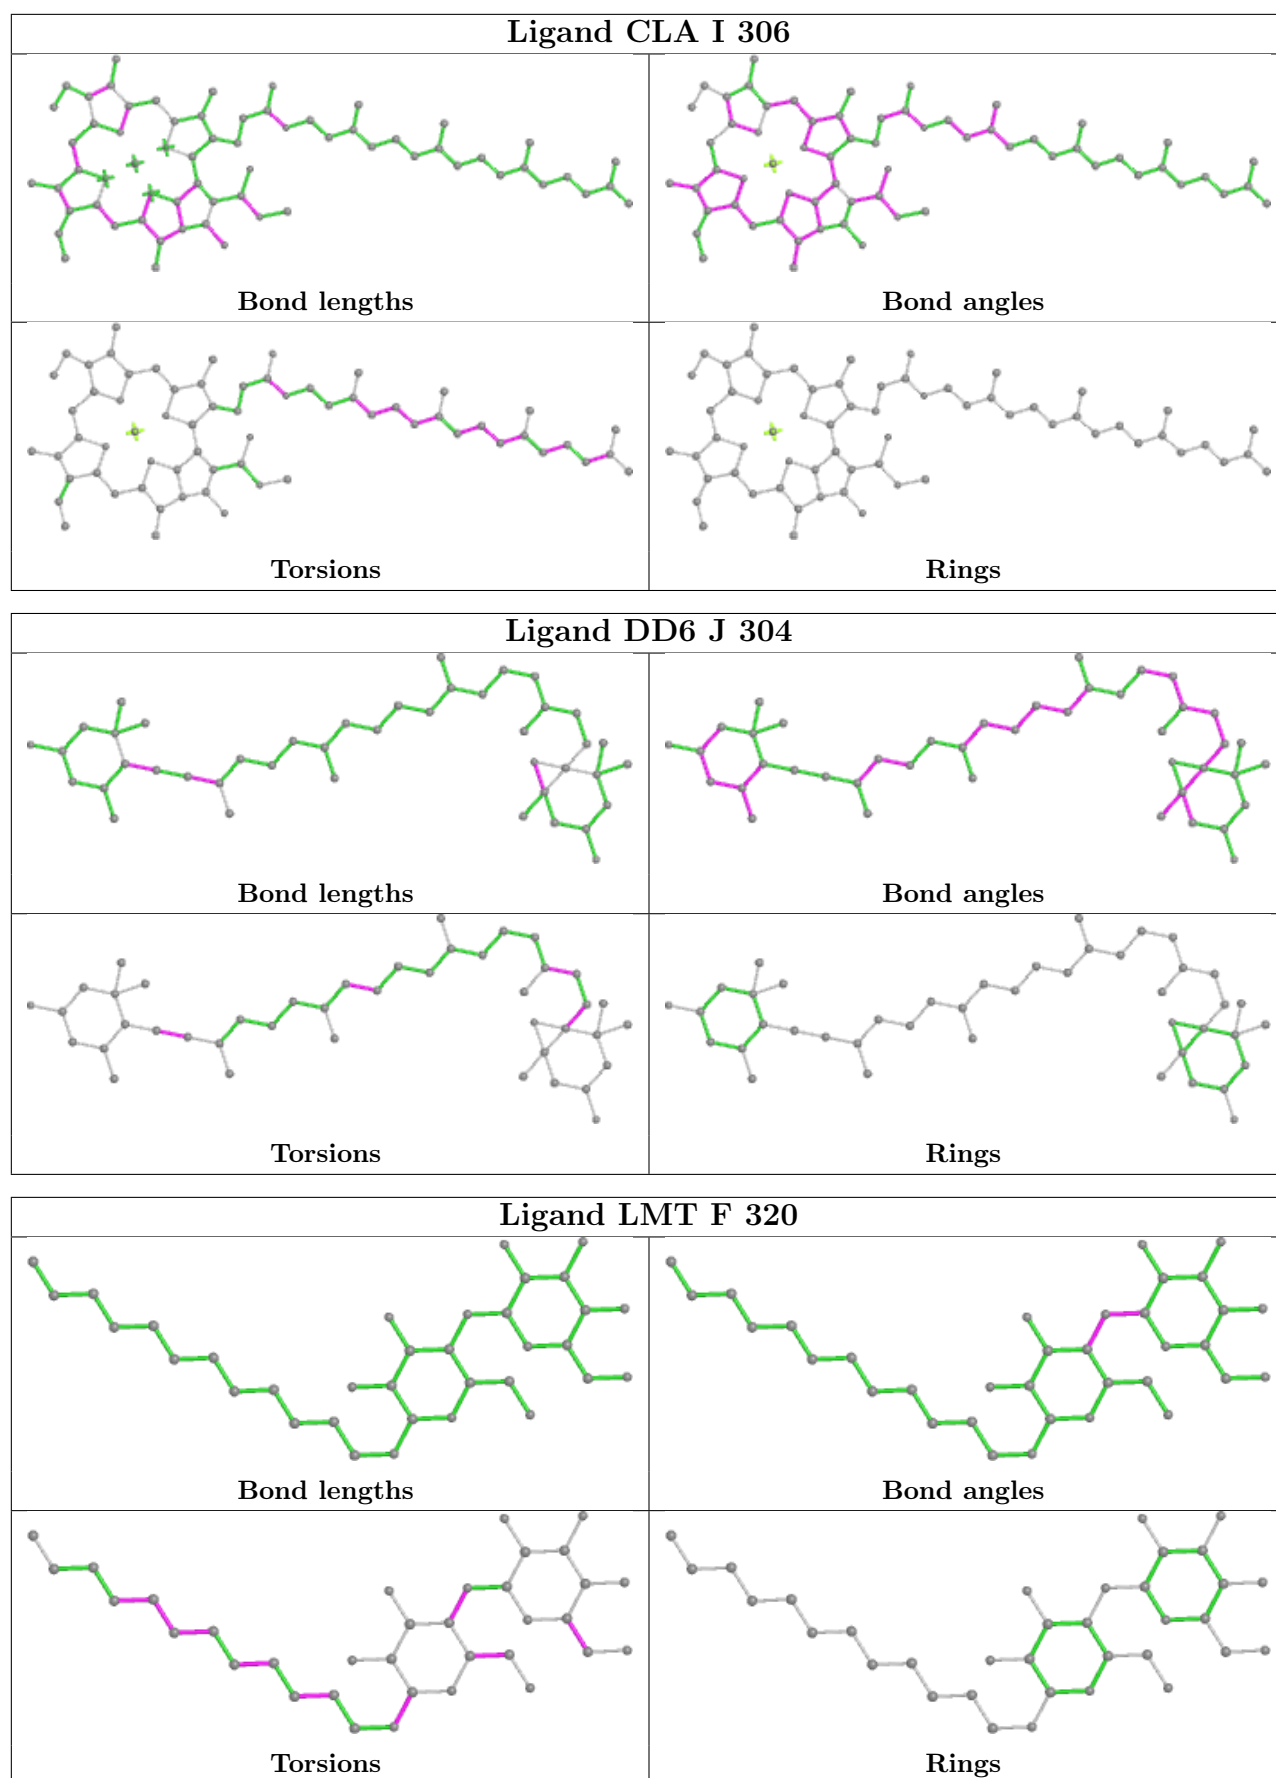 Ligand CLA I 306
Bond lengths
Bond angles
Torsions
Rings
Ligand DD6 J 304
Bond lengths
Bond angles
Torsions
Rings
Ligand LMT F 320
Bond lengths
Bond angles
Torsions
Rings